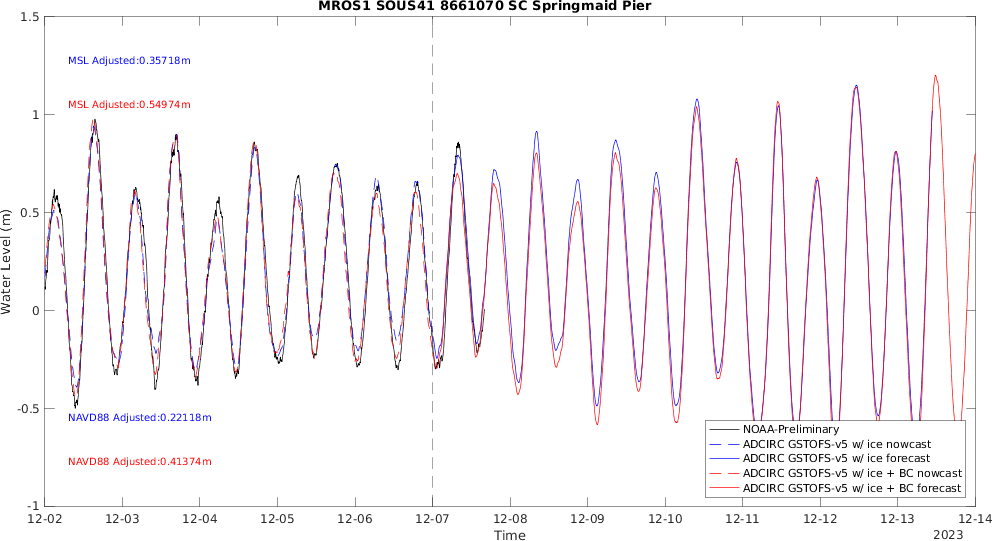 MROS1 SOUS41 8661070 SC Springmaid Pier
1.5
1
0.5
0
-0.5
-1
Water Level (m)
MSL Adjusted:0.35718m
MSL Adjusted:0.54974m
NAVD88 Adjusted:0.22118m
NAVD88 Adjusted:0.41374m
NOAA-Preliminary
ADCIRC GSTOFS-v5 w/ ice nowcast
ADCIRC GSTOFS-v5 w/ ice forecast
ADCIRC GSTOFS-v5 w/ ice + BC nowcast
ADCIRC GSTOFS-v5 w/ ice + BC forecast
12-02 12-03 12-04 12-05 12-06 12-07 12-08 12-09 12-10 12-11 12-12 12-13 12-14
Time
2023